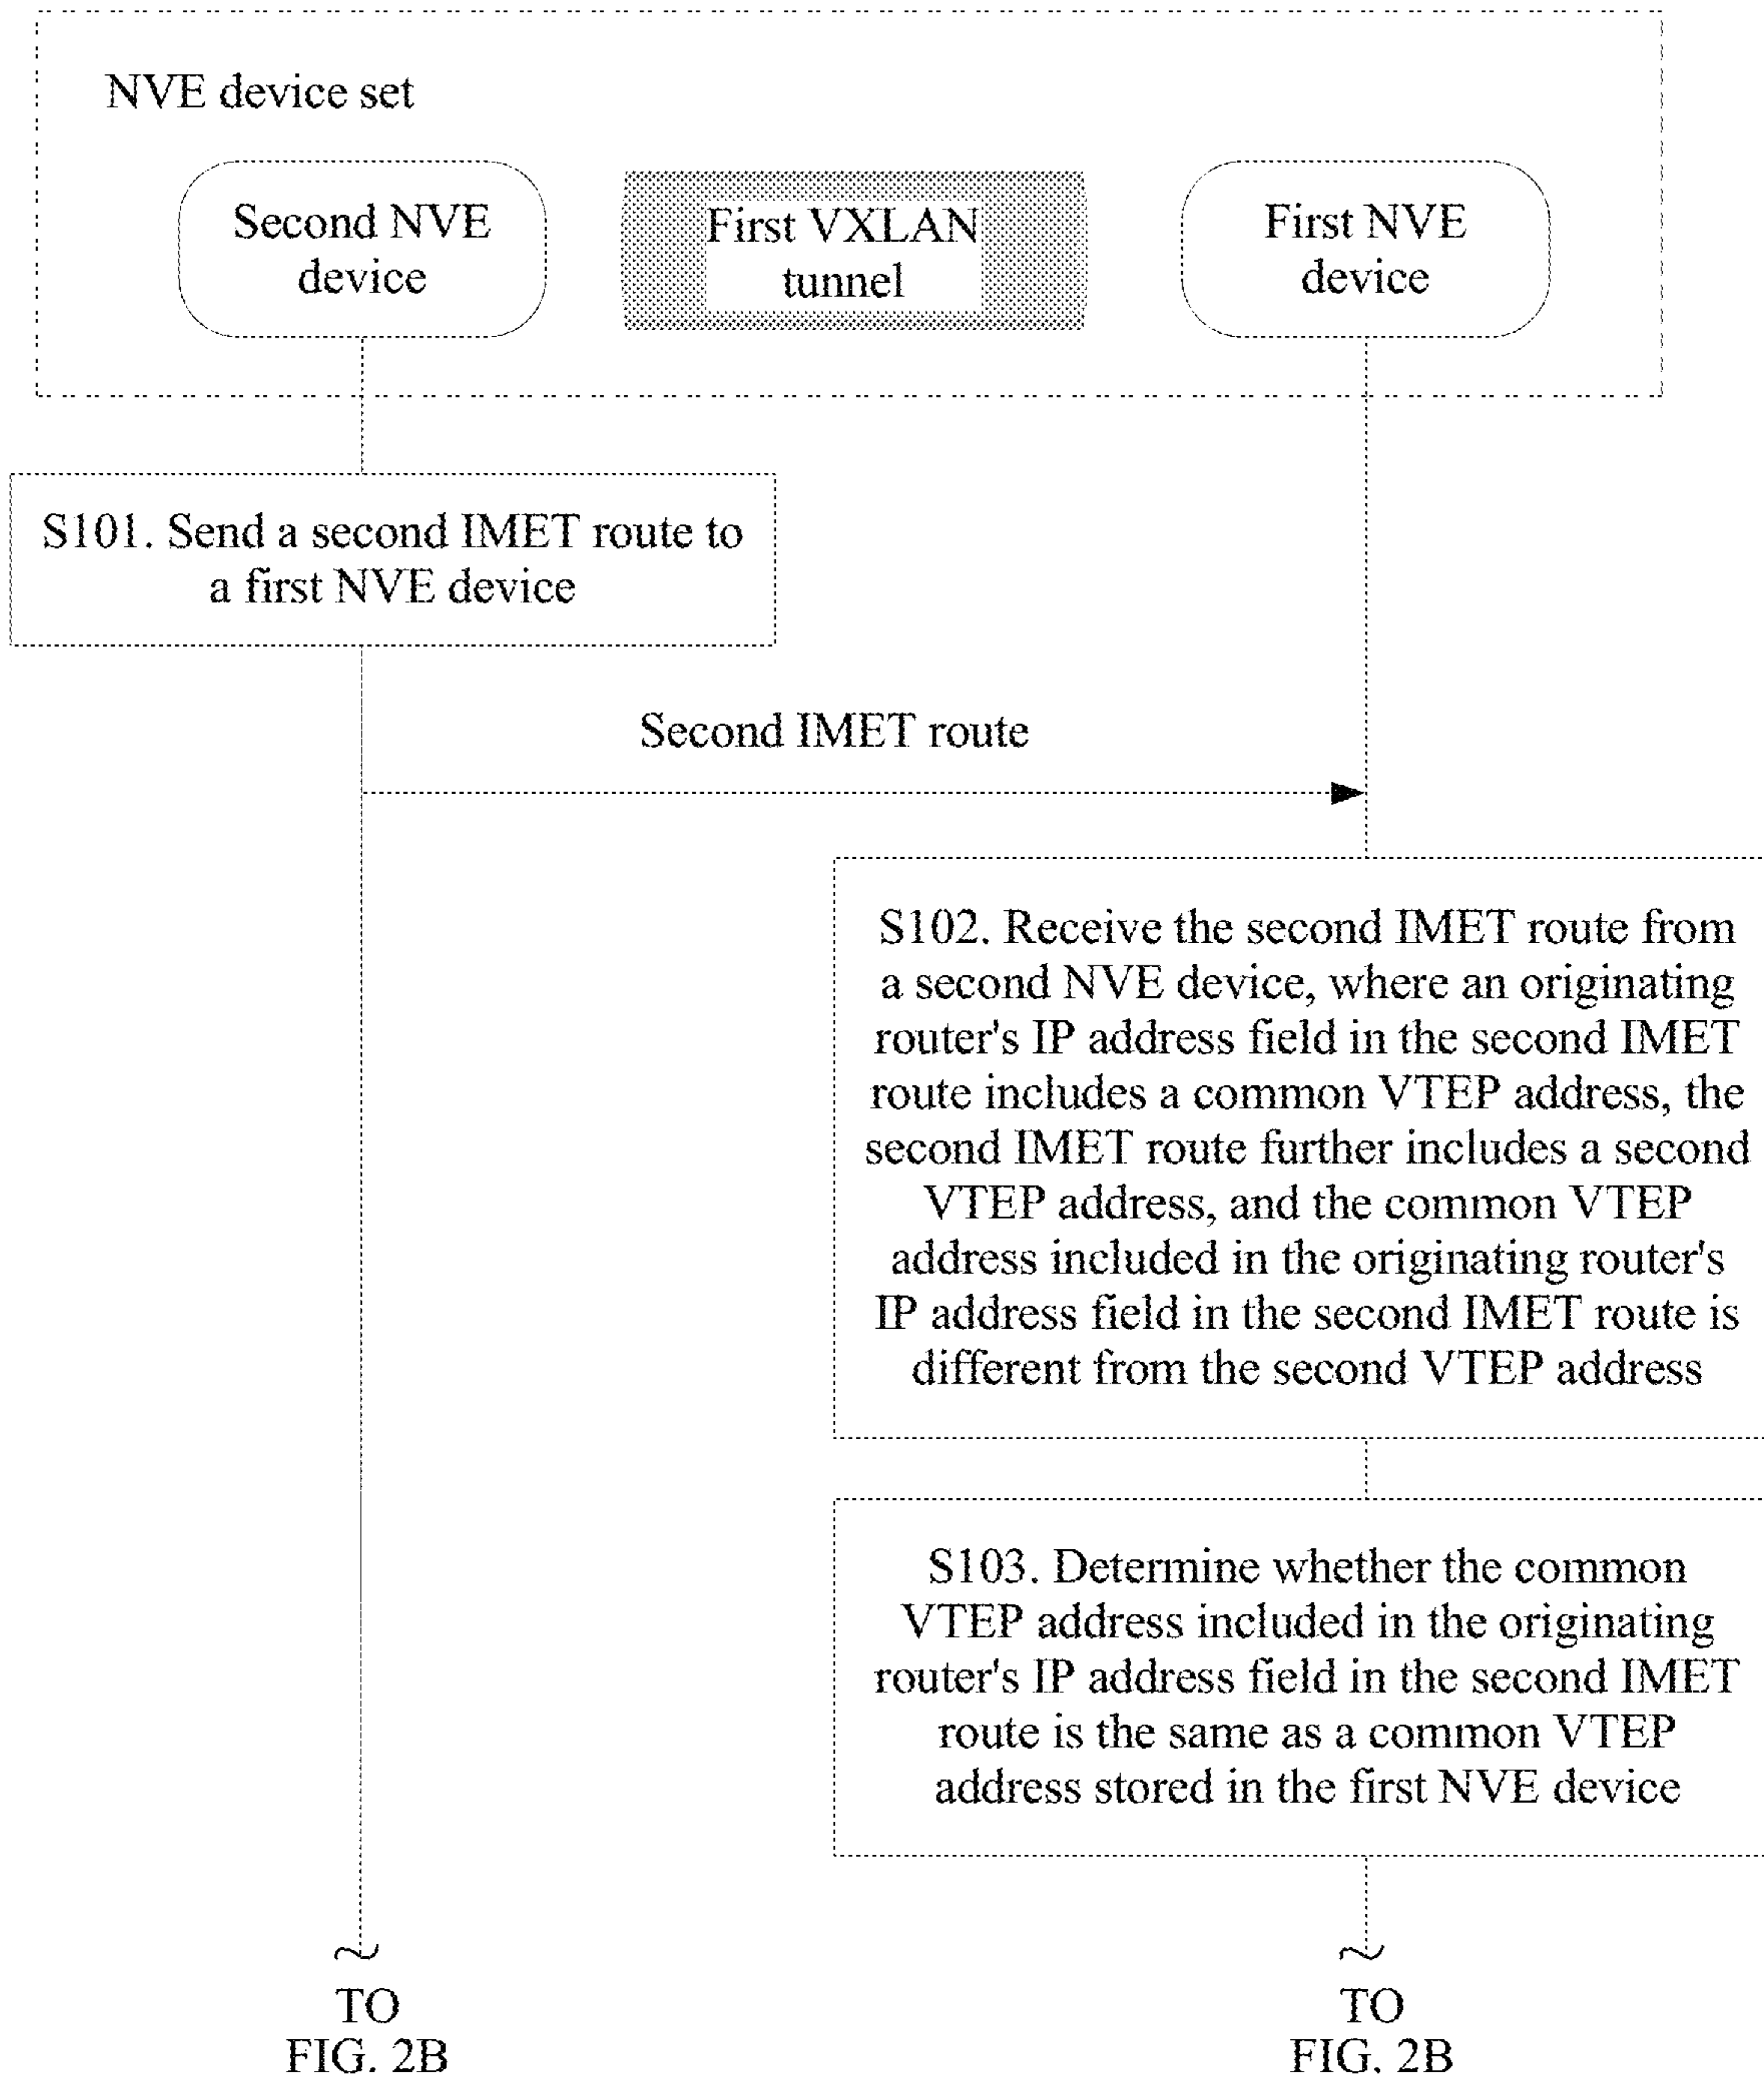 NVE device set
Second NVE
device
First VXLAN
tunnel
First NVE
device
S101. Send a second IMET route to
a first NVE device
Second IMET route
S102. Receive the second IMET route from
a second NVE device, where an originating
router's IP address field in the second IMET
route includes a common VTEP address, the
second IMET route further includes a second
VTEP address, and the common VTEP
address included in the originating router's
IP address field in the second IMET route is
different from the second VTEP address
S103. Determine whether the common
VTEP address included in the originating
router's IP address field in the second IMET
route is the same as a common VTEP
address stored in the first NVE device
TO
FIG. 2B
TO
FIG. 2B